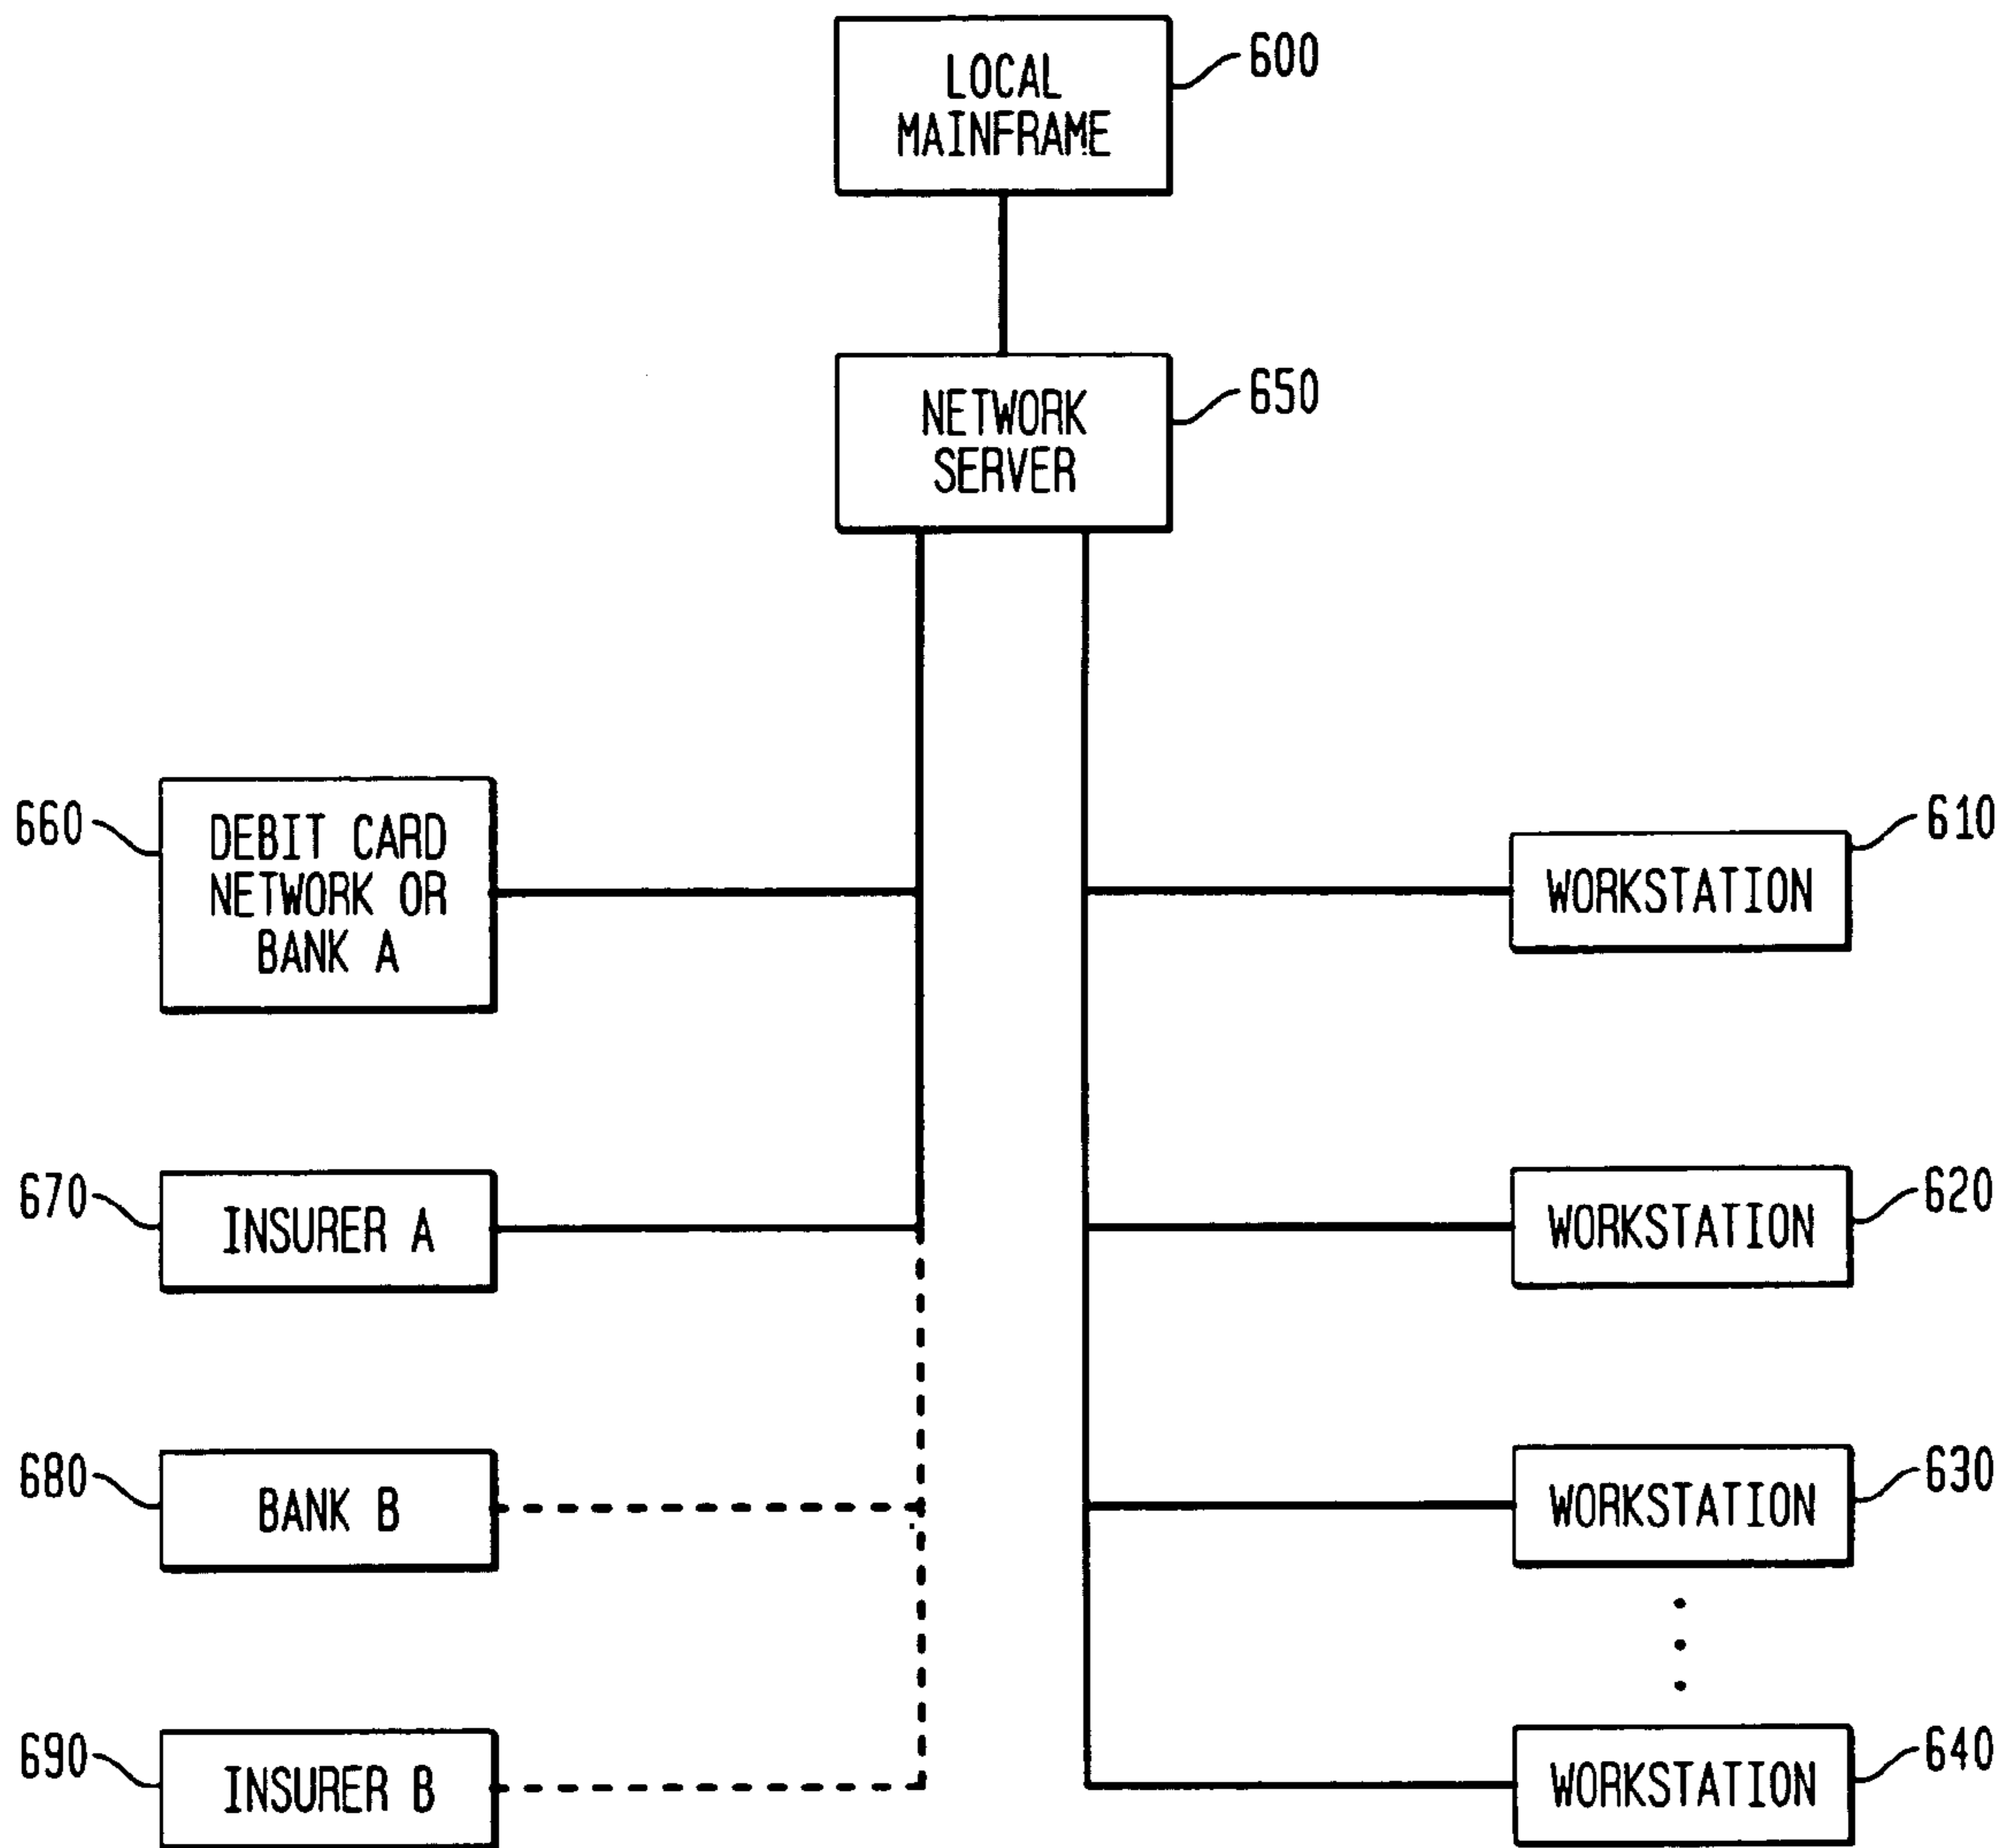 LOCAL
MAINFRAME
600
NETWORK
SERVER
650
660
DEBIT CARD
NETWORK OR
BANK A
610
WORKSTATION
670
INSURER A
620
WORKSTATION
680
BANK B
630
WORKSTATION
690
INSURER B
640
WORKSTATION